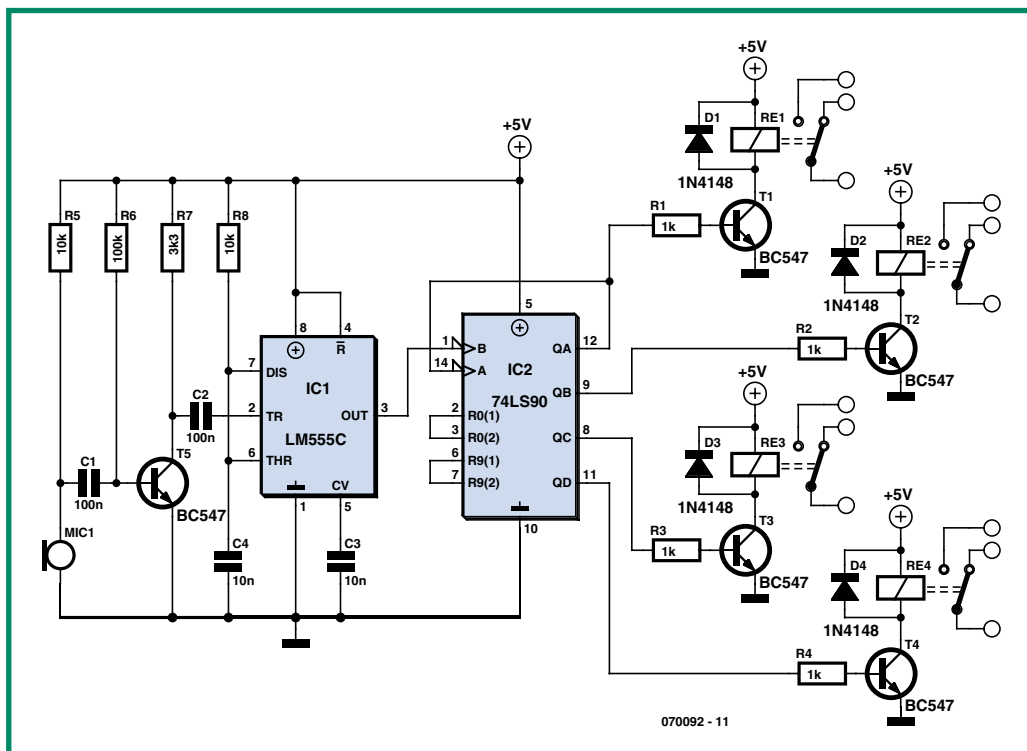 +5V
D1
RE1
1N4148
T1
R1
1k
BC547
+5V
D2
RE2
1N4148
T2
R2
1k
BC547
+5V
R5
10k
R6
100k
R7
3k3
R8
10k
8
4
R̅
7
DIS
IC1
2
TR
OUT
3
LM555C
6
THR
CV
1
5
C2
100n
C1
100n
T5
BC547
MIC1
C4
10n
C3
10n
5
1
B
QA
12
14
A
IC2
QB
9
74LS90
2
R0(1)
3
R0(2)
QC
8
6
R9(1)
7
R9(2)
QD
11
10
+5V
D3
RE3
1N4148
T3
R3
1k
BC547
+5V
D4
RE4
1N4148
T4
R4
1k
BC547
070092 - 11